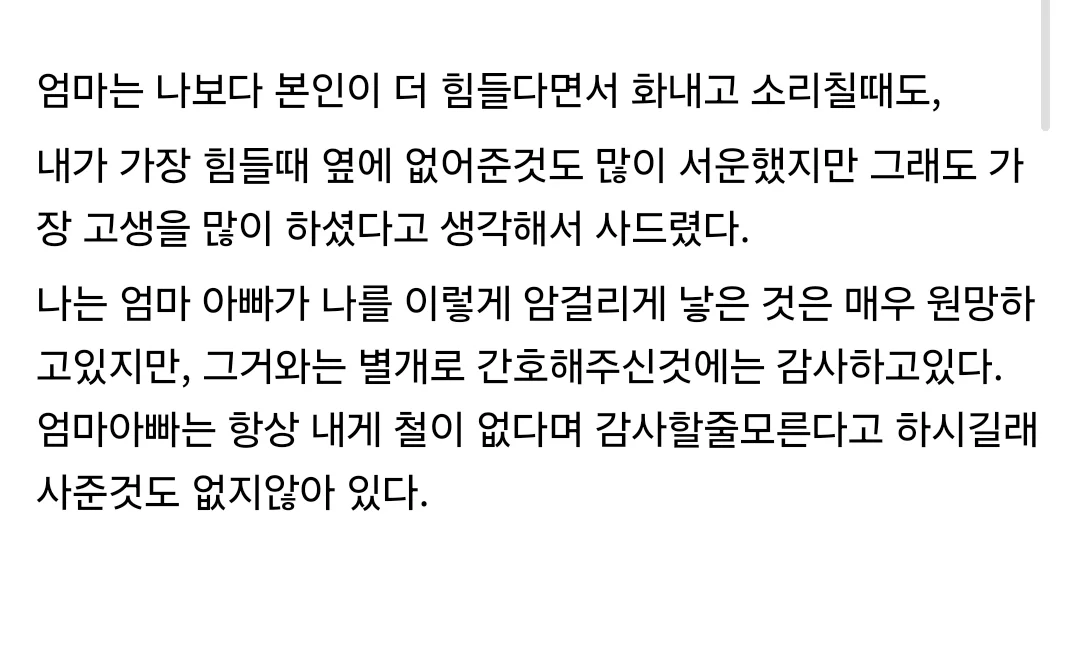 엄마는 나보다 본인이 더 힘들다면서 화내고 소리칠때도,
내가 가장 힘들때 옆에 없어준것도 많이 서운했지만 그래도 가
장 고생을 많이 하셨다고 생각해서 사드렸다.
나는 엄마 아빠가 나를 이렇게 암걸리게 낳은 것은 매우 원망하
고있지만, 그거와는 별개로 간호해주신것에는 감사하고있다.
엄마아빠는 항상 내게 철이 없다며 감사할줄모른다고 하시길래
사준것도 없지않아 있다.